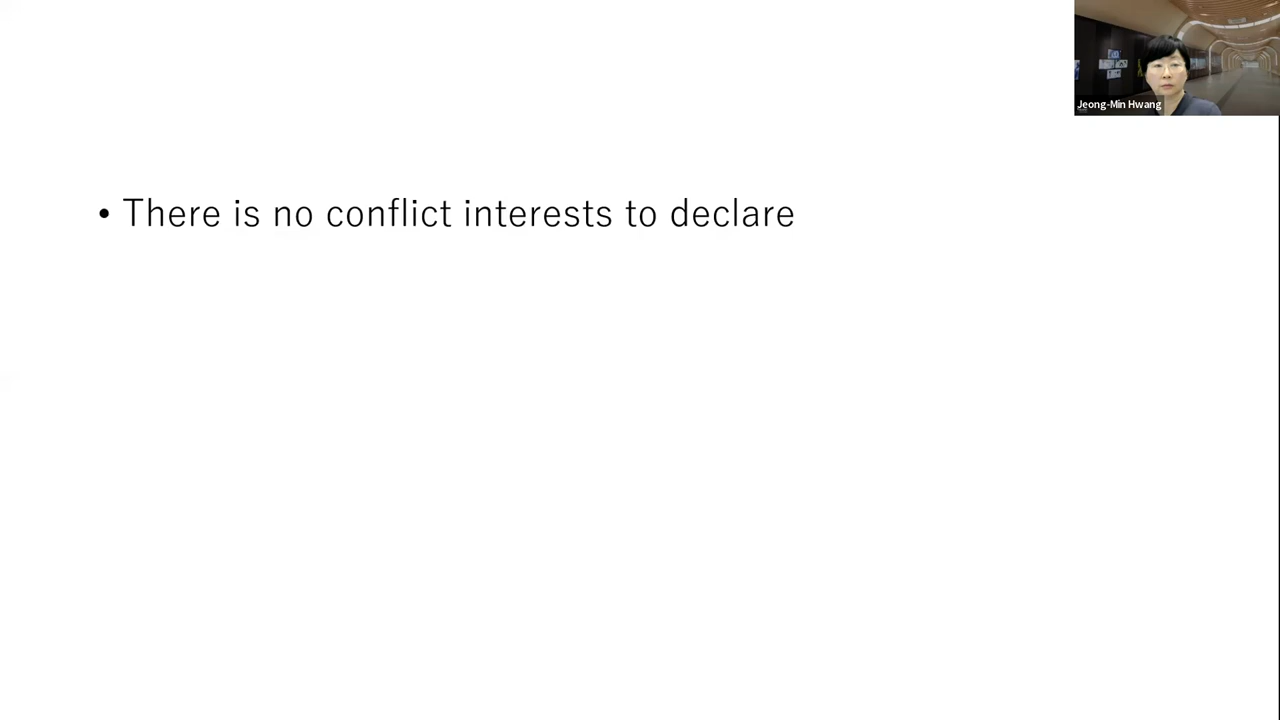 Jeong-Min Hwang
• There is no conflict interests to declare